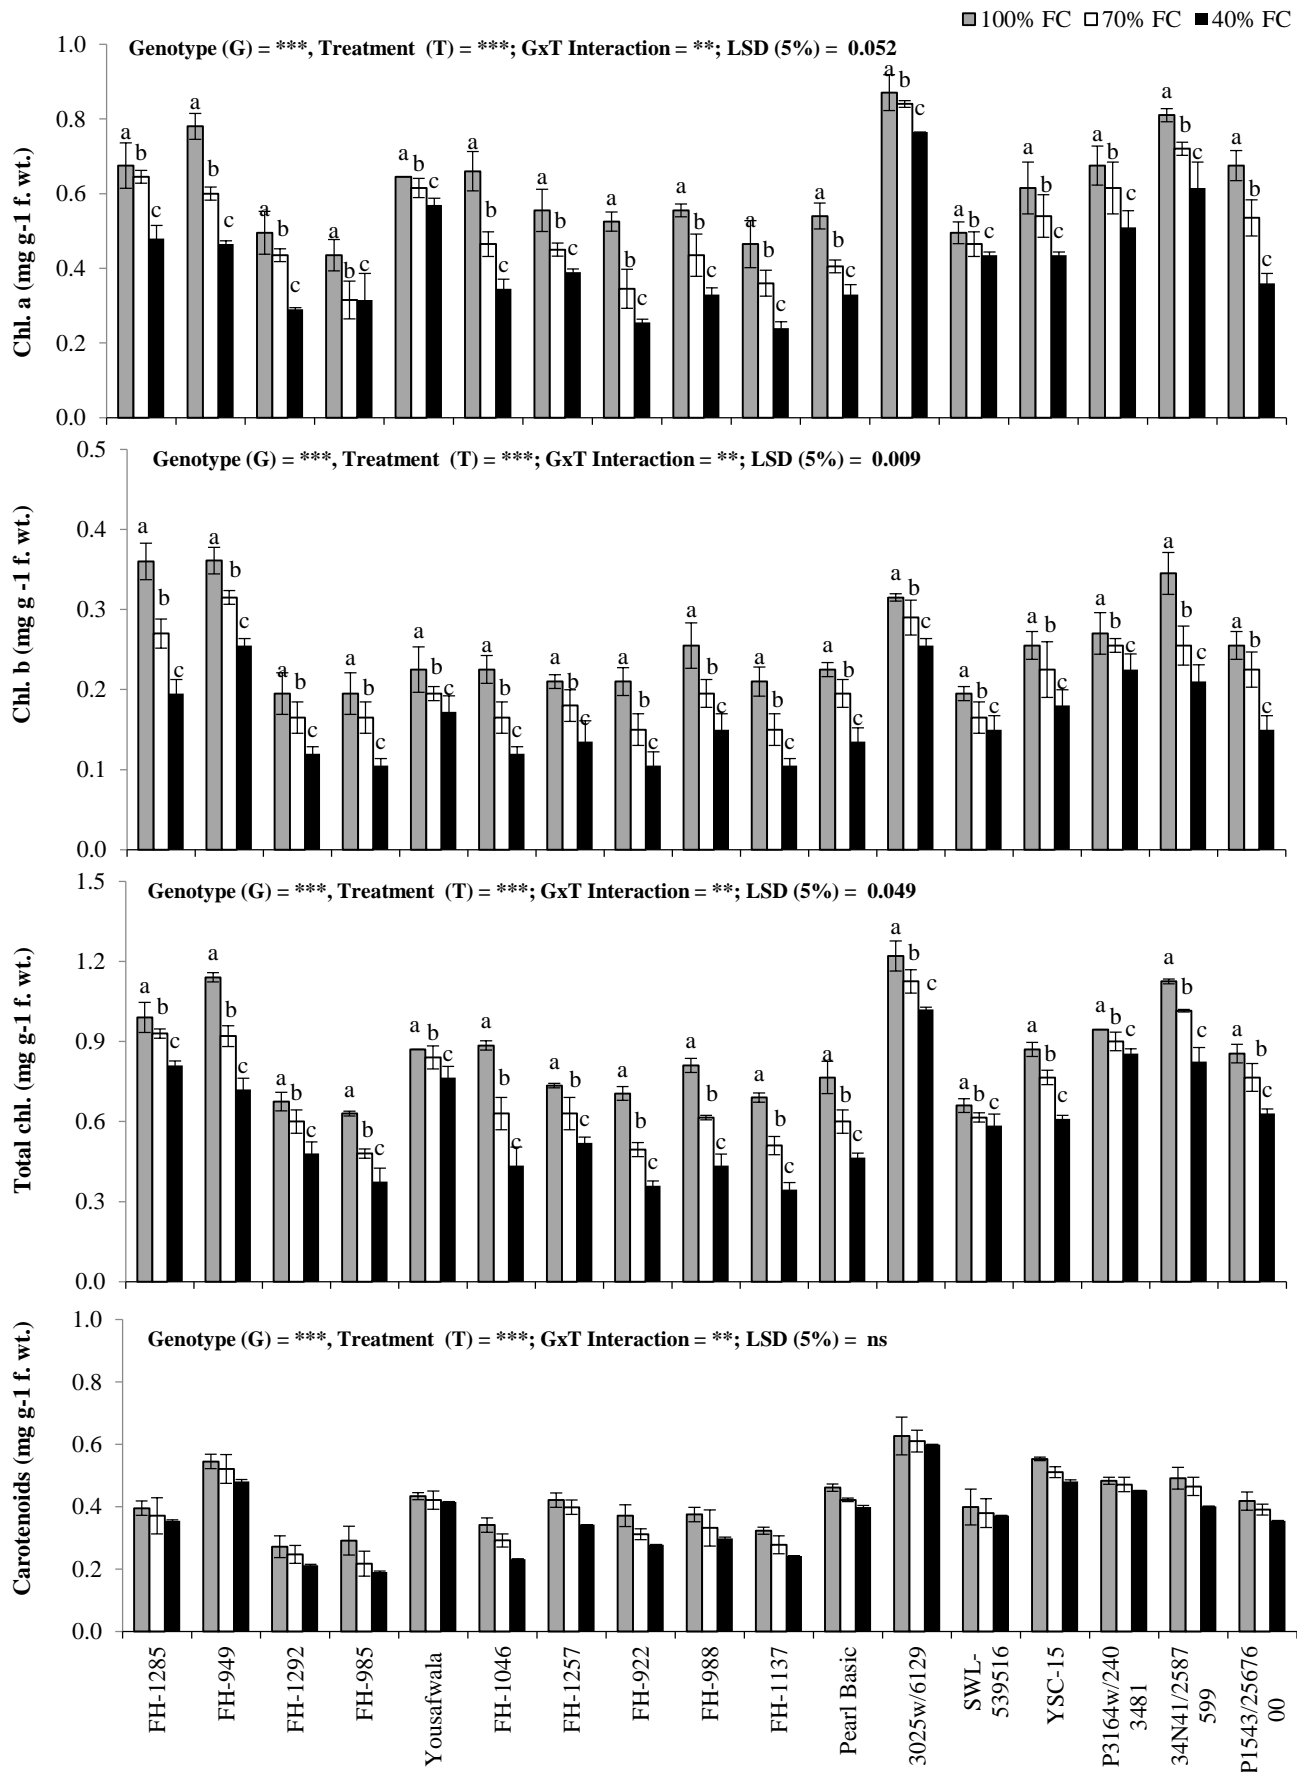 100% FC 70% FC 40% FC
Genotype (G) = ***, Treatment (T) = ***; GxT Interaction = **; LSD (5%) = 0.052
Chl. a (mg g-1 f. wt.)
1.0
0.8
0.6
0.4
0.2
0.0
a b c a b c a b c a b c a b c a b c a b c a b c a b c a b c a b c a b c a b c a b c a b c a b c a b c
Genotype (G) = ***, Treatment (T) = ***; GxT Interaction = **; LSD (5%) = 0.009
Chl. b (mg g -1 f. wt.)
0.5
0.4
0.3
0.2
0.1
0.0
a b c a b c a b c a b c a b c a b c a b c a b c a b c a b c a b c a b c a b c a b c a b c a b c a b c
Genotype (G) = ***, Treatment (T) = ***; GxT Interaction = **; LSD (5%) = 0.049
Total chl. (mg g-1 f. wt.)
1.5
1.2
0.9
0.6
0.3
0.0
a b c a b c a b c a b c a b c a b c a b c a b c a b c a b c a b c a b c a b c a b c a b c a b c a b c
Genotype (G) = ***, Treatment (T) = ***; GxT Interaction = **; LSD (5%) = ns
Carotenoids (mg g-1 f. wt.)
1.0
0.8
0.6
0.4
0.2
0.0
FH-1285
FH-949
FH-1292
FH-985
Yousafwala
FH-1046
FH-1257
FH-922
FH-988
FH-1137
Pearl Basic
3025w/6129
SWL-
539516
YSC-15
P3164w/240
3481
34N41/2587
599
P1543/25676
00